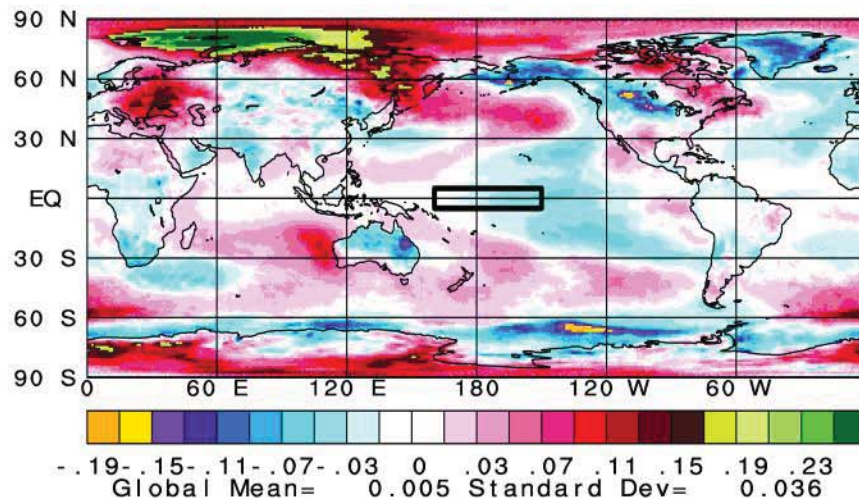 90 N
60 N
30 N
EQ
30 S
60 S
90 S
0 60 E 120 E 180 120 W 60 W
-.19-.15-.11-.07-.03 0 .03 .07 .11 .15 .19 .23
Global Mean= 0.005 Standard Dev= 0.036